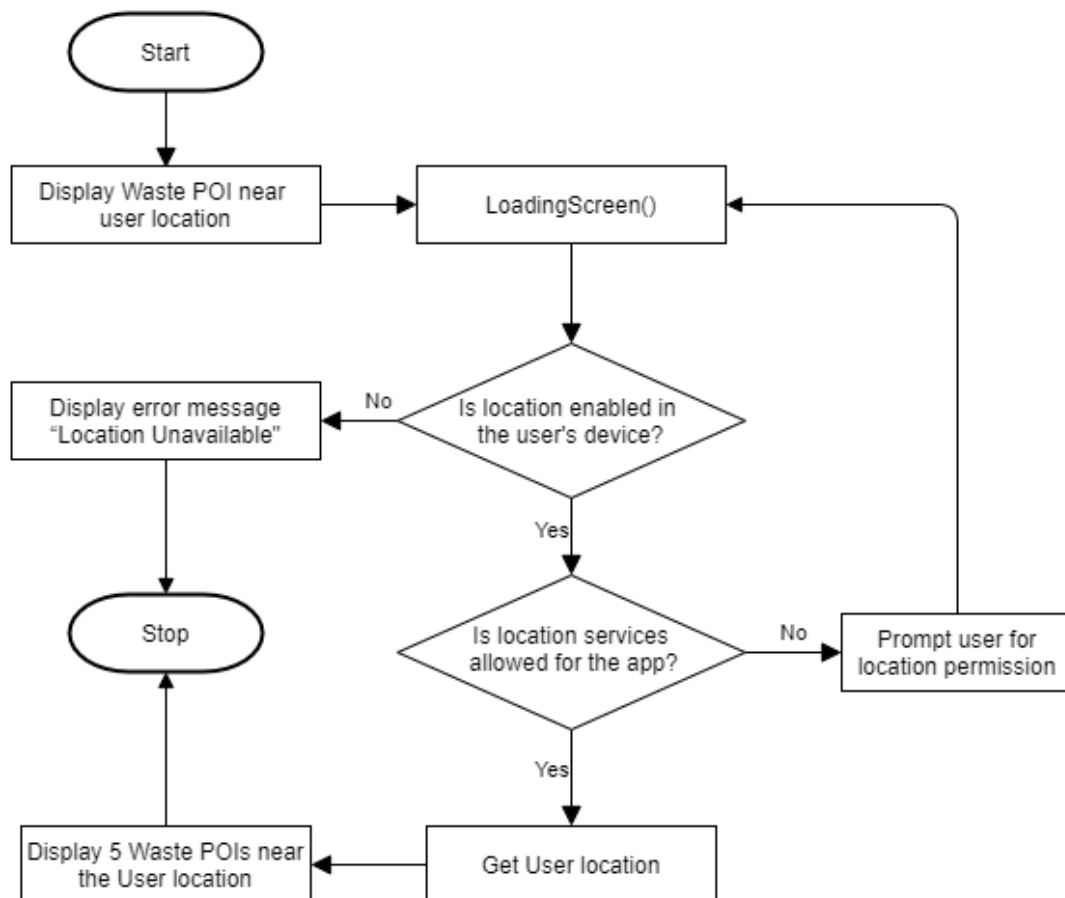 Start
Display Waste POI near
user location
LoadingScreen()
Is location enabled in
the user's device?
No
Display error message
“Location Unavailable"
Yes
Stop
Is location services
allowed for the app?
No
Prompt user for
location permission
Yes
Get User location
Display 5 Waste POIs near
the User location